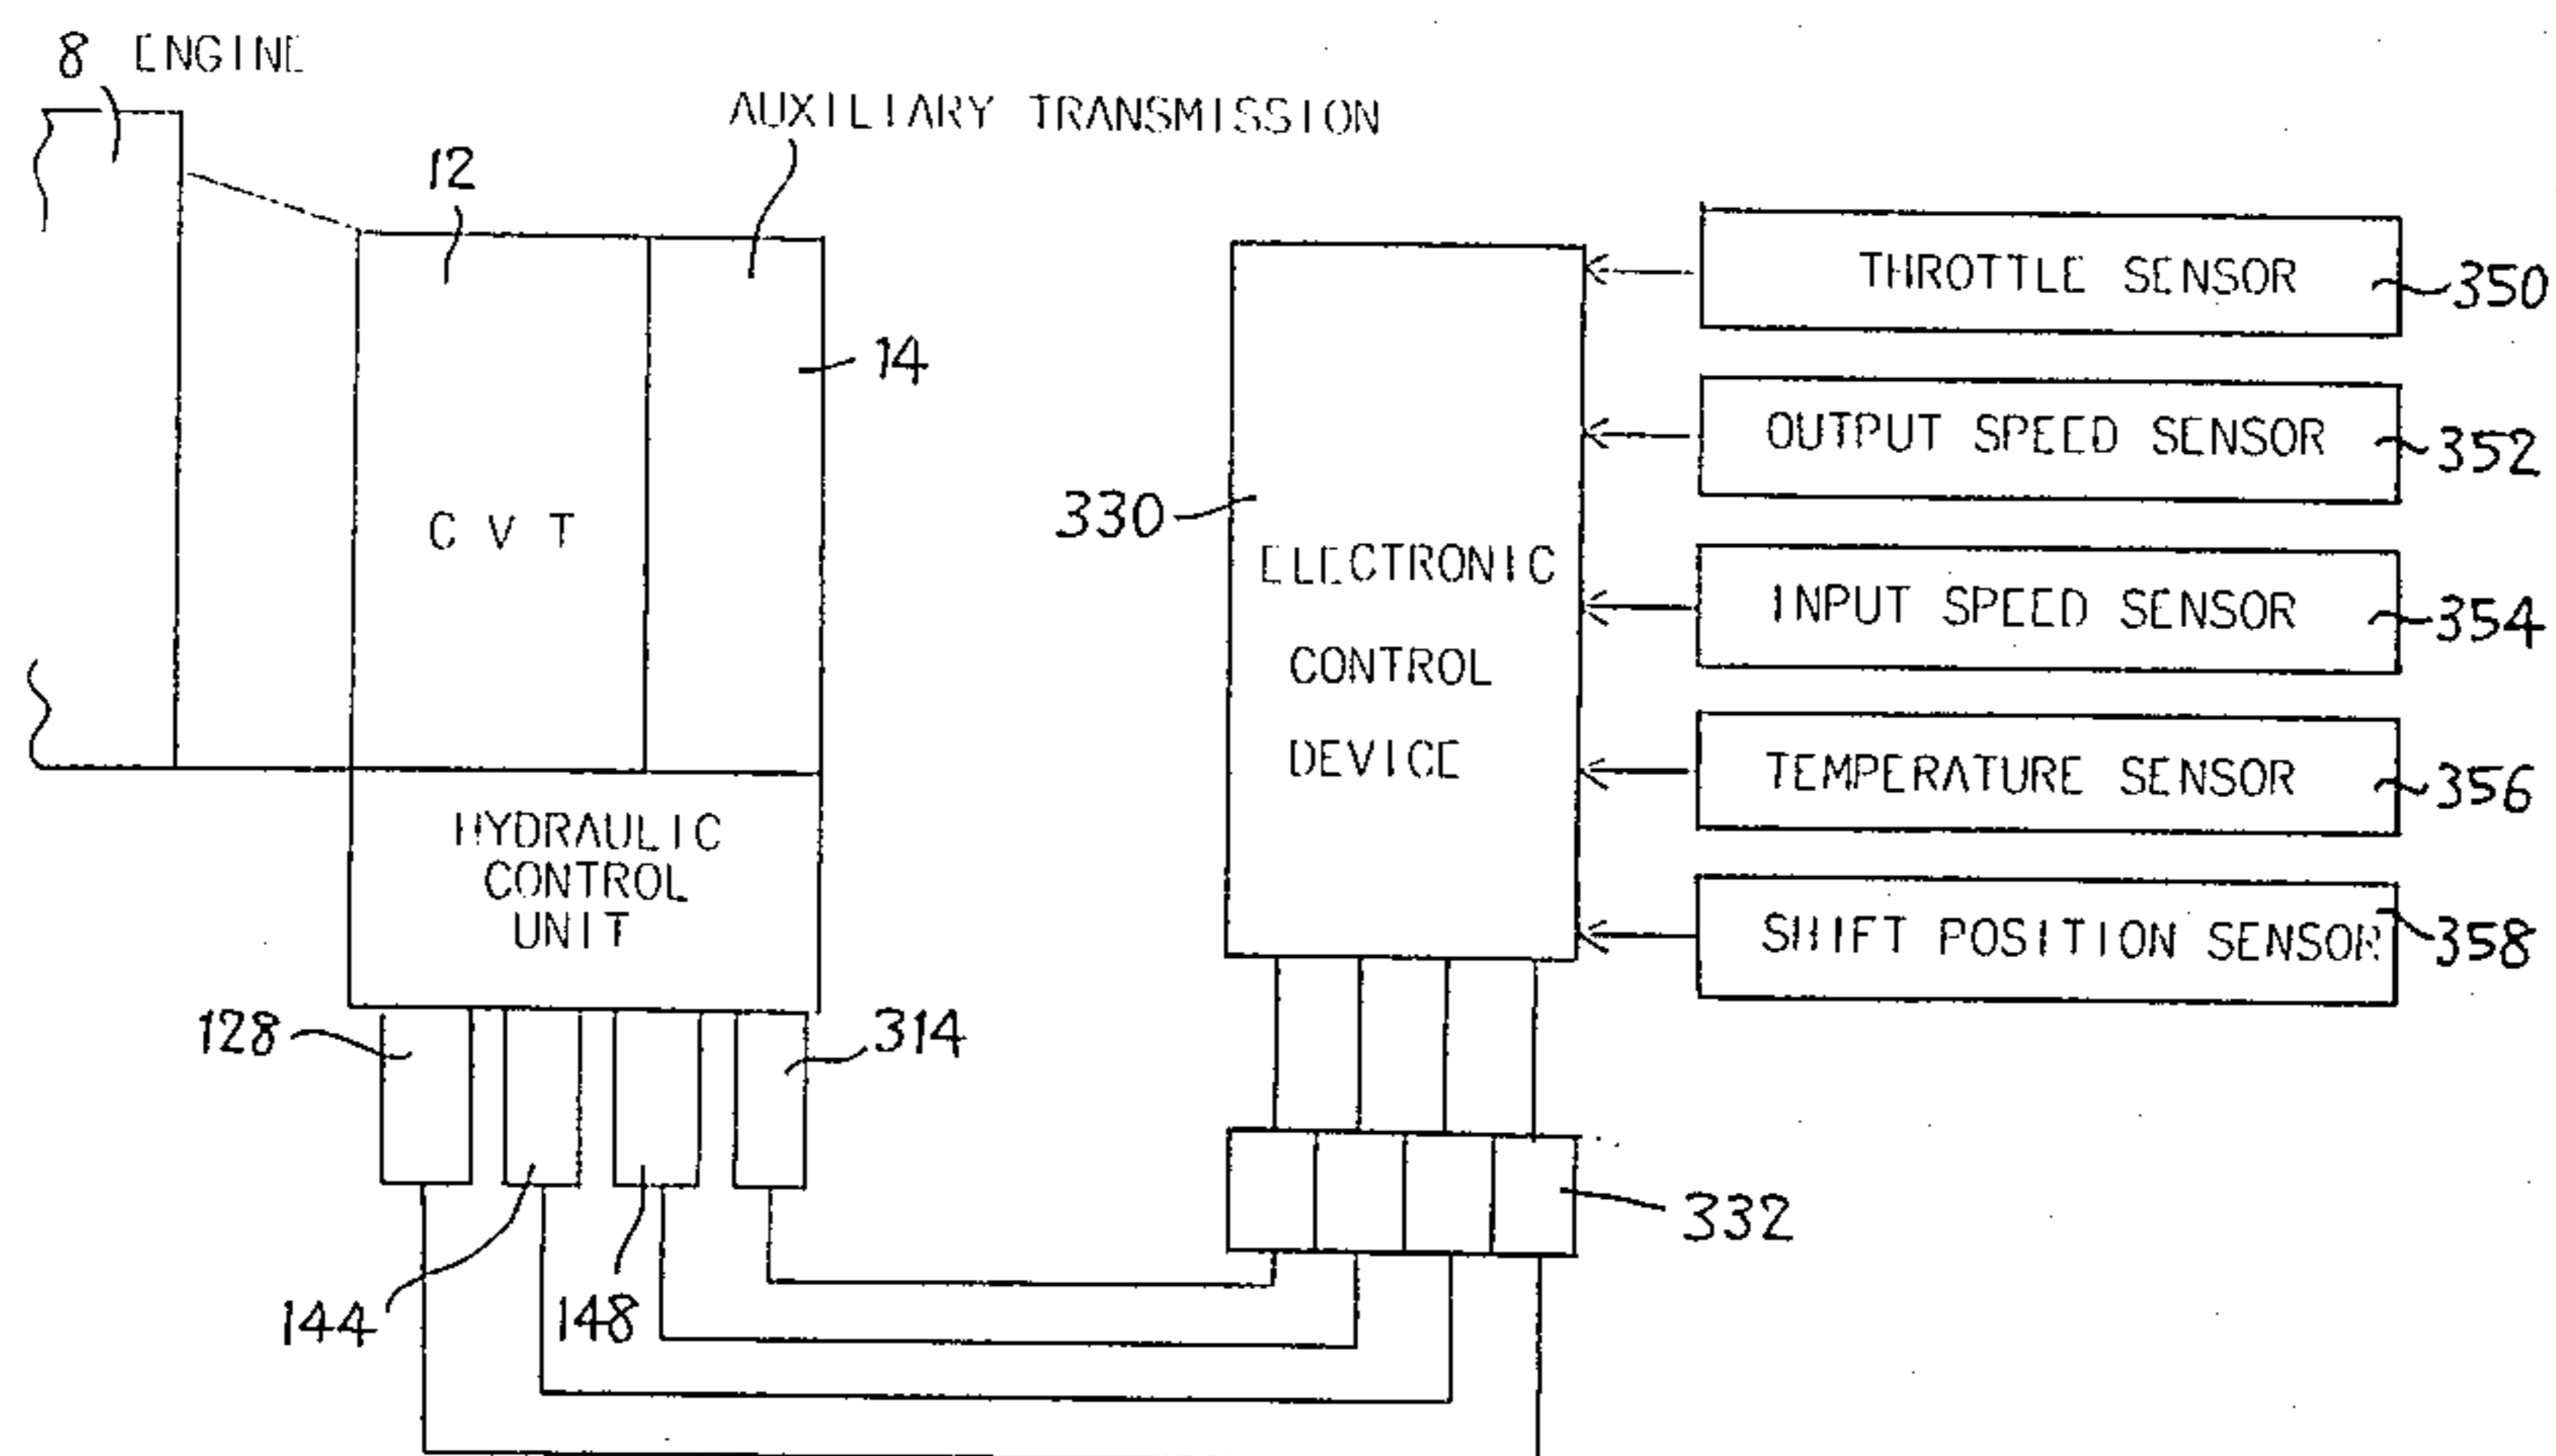 8 ENGINE
AUXILIARY TRANSMISSION
12
14
C V T
HYDRAULIC
CONTROL
UNIT
128
314
144
148
330
ELECTRONIC
CONTROL
DEVICE
332
THROTTLE SENSOR
350
OUTPUT SPEED SENSOR
352
INPUT SPEED SENSOR
354
TEMPERATURE SENSOR
356
SHIFT POSITION SENSOR
358